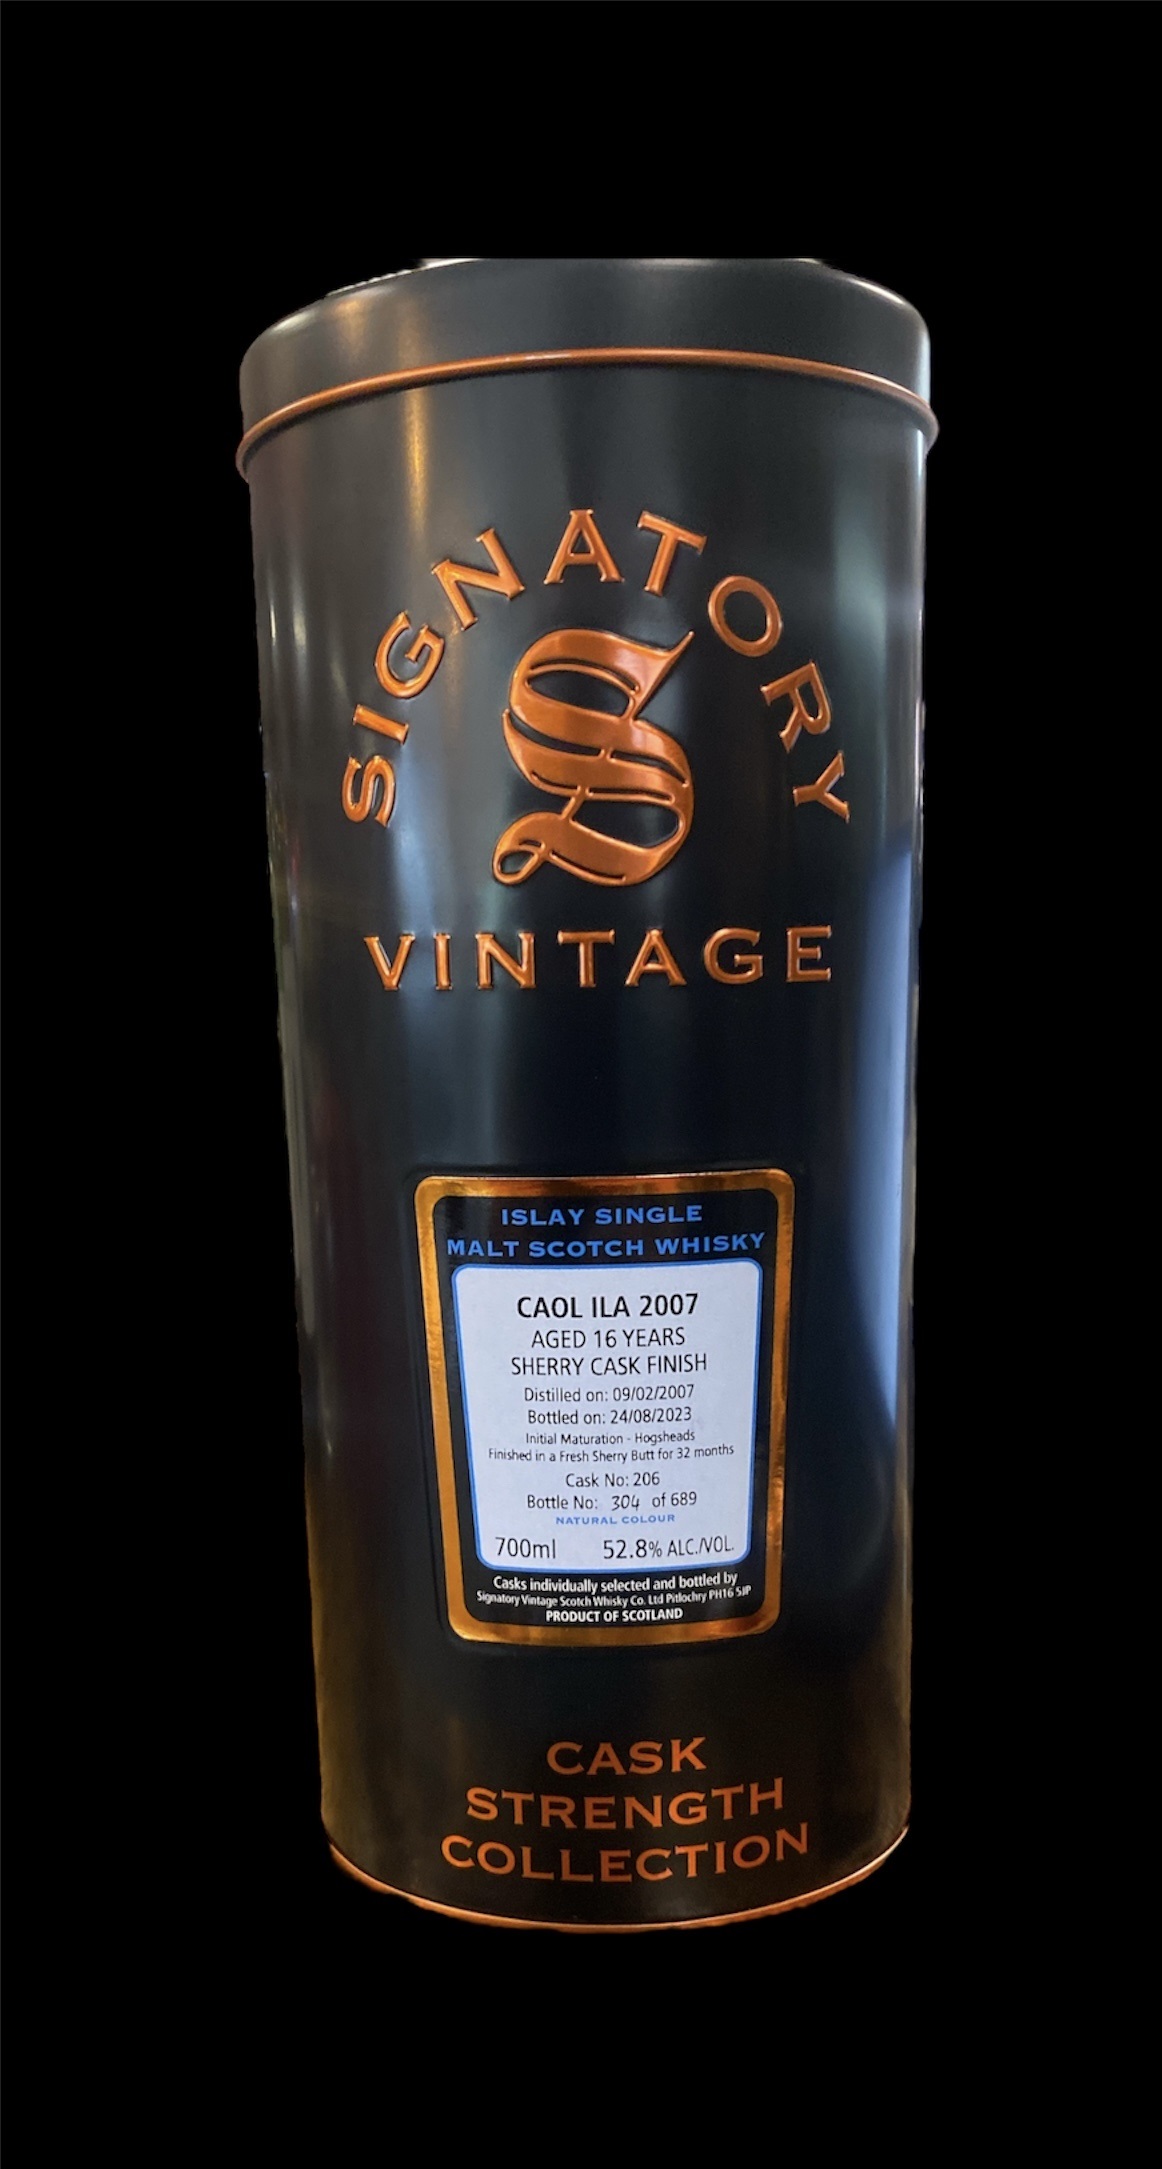 SIGNATORY
S
VINTAGE
ISLAY SINGLE
MALT SCOTCH WHISKY
CAOL ILA 2007
AGED 16 YEARS
SHERRY CASK FINISH
Distilled on: 09/02/2007
Bottled on: 24/08/2023
Initial Maturation - Hogsheads
Finished in a Fresh Sherry Butt for 32 months
Cask No: 206
Bottle No: 304 of 689
NATURAL COLOUR
700ml 52.8% ALC./VOL.
Casks individually selected and bottled by
Signatory Vintage Scotch Whisky Co. Ltd Pitlochry PH16 5JP
PRODUCT OF SCOTLAND
CASK
STRENGTH
COLLECTION